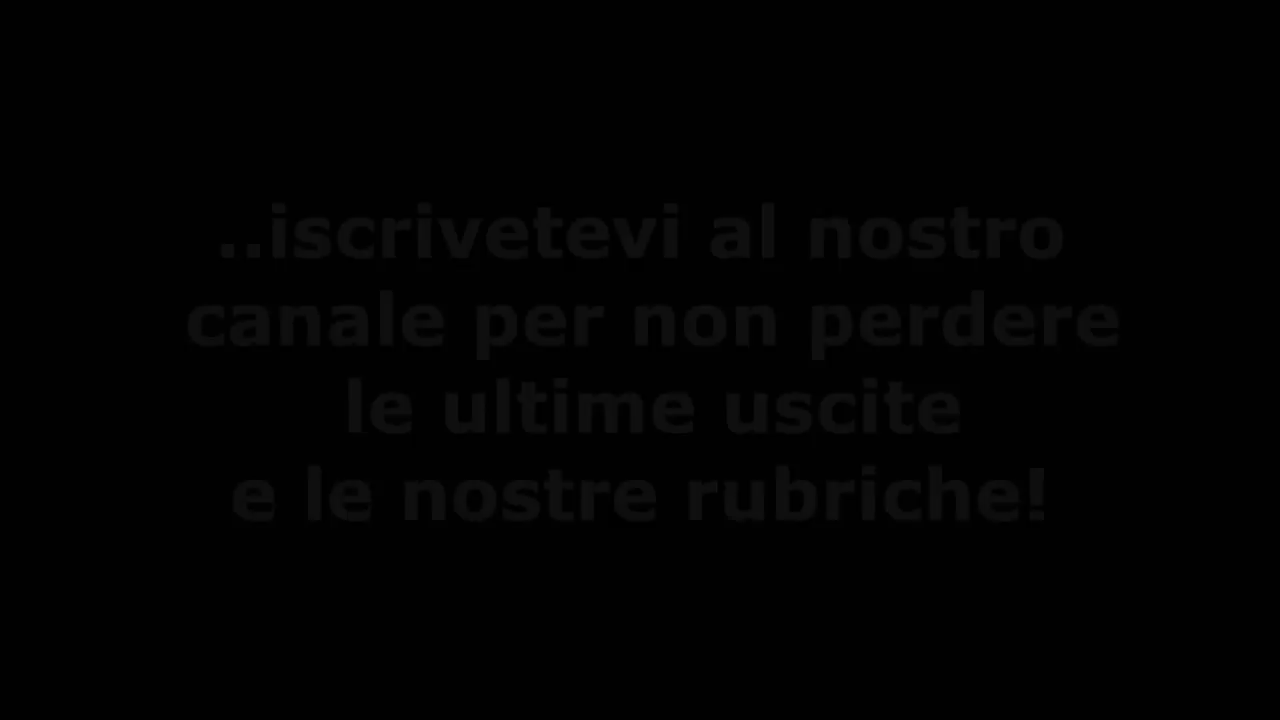 ..iscrivetevi al nostro
canale per non perdere
le ultime uscite
e le nostre rubriche!